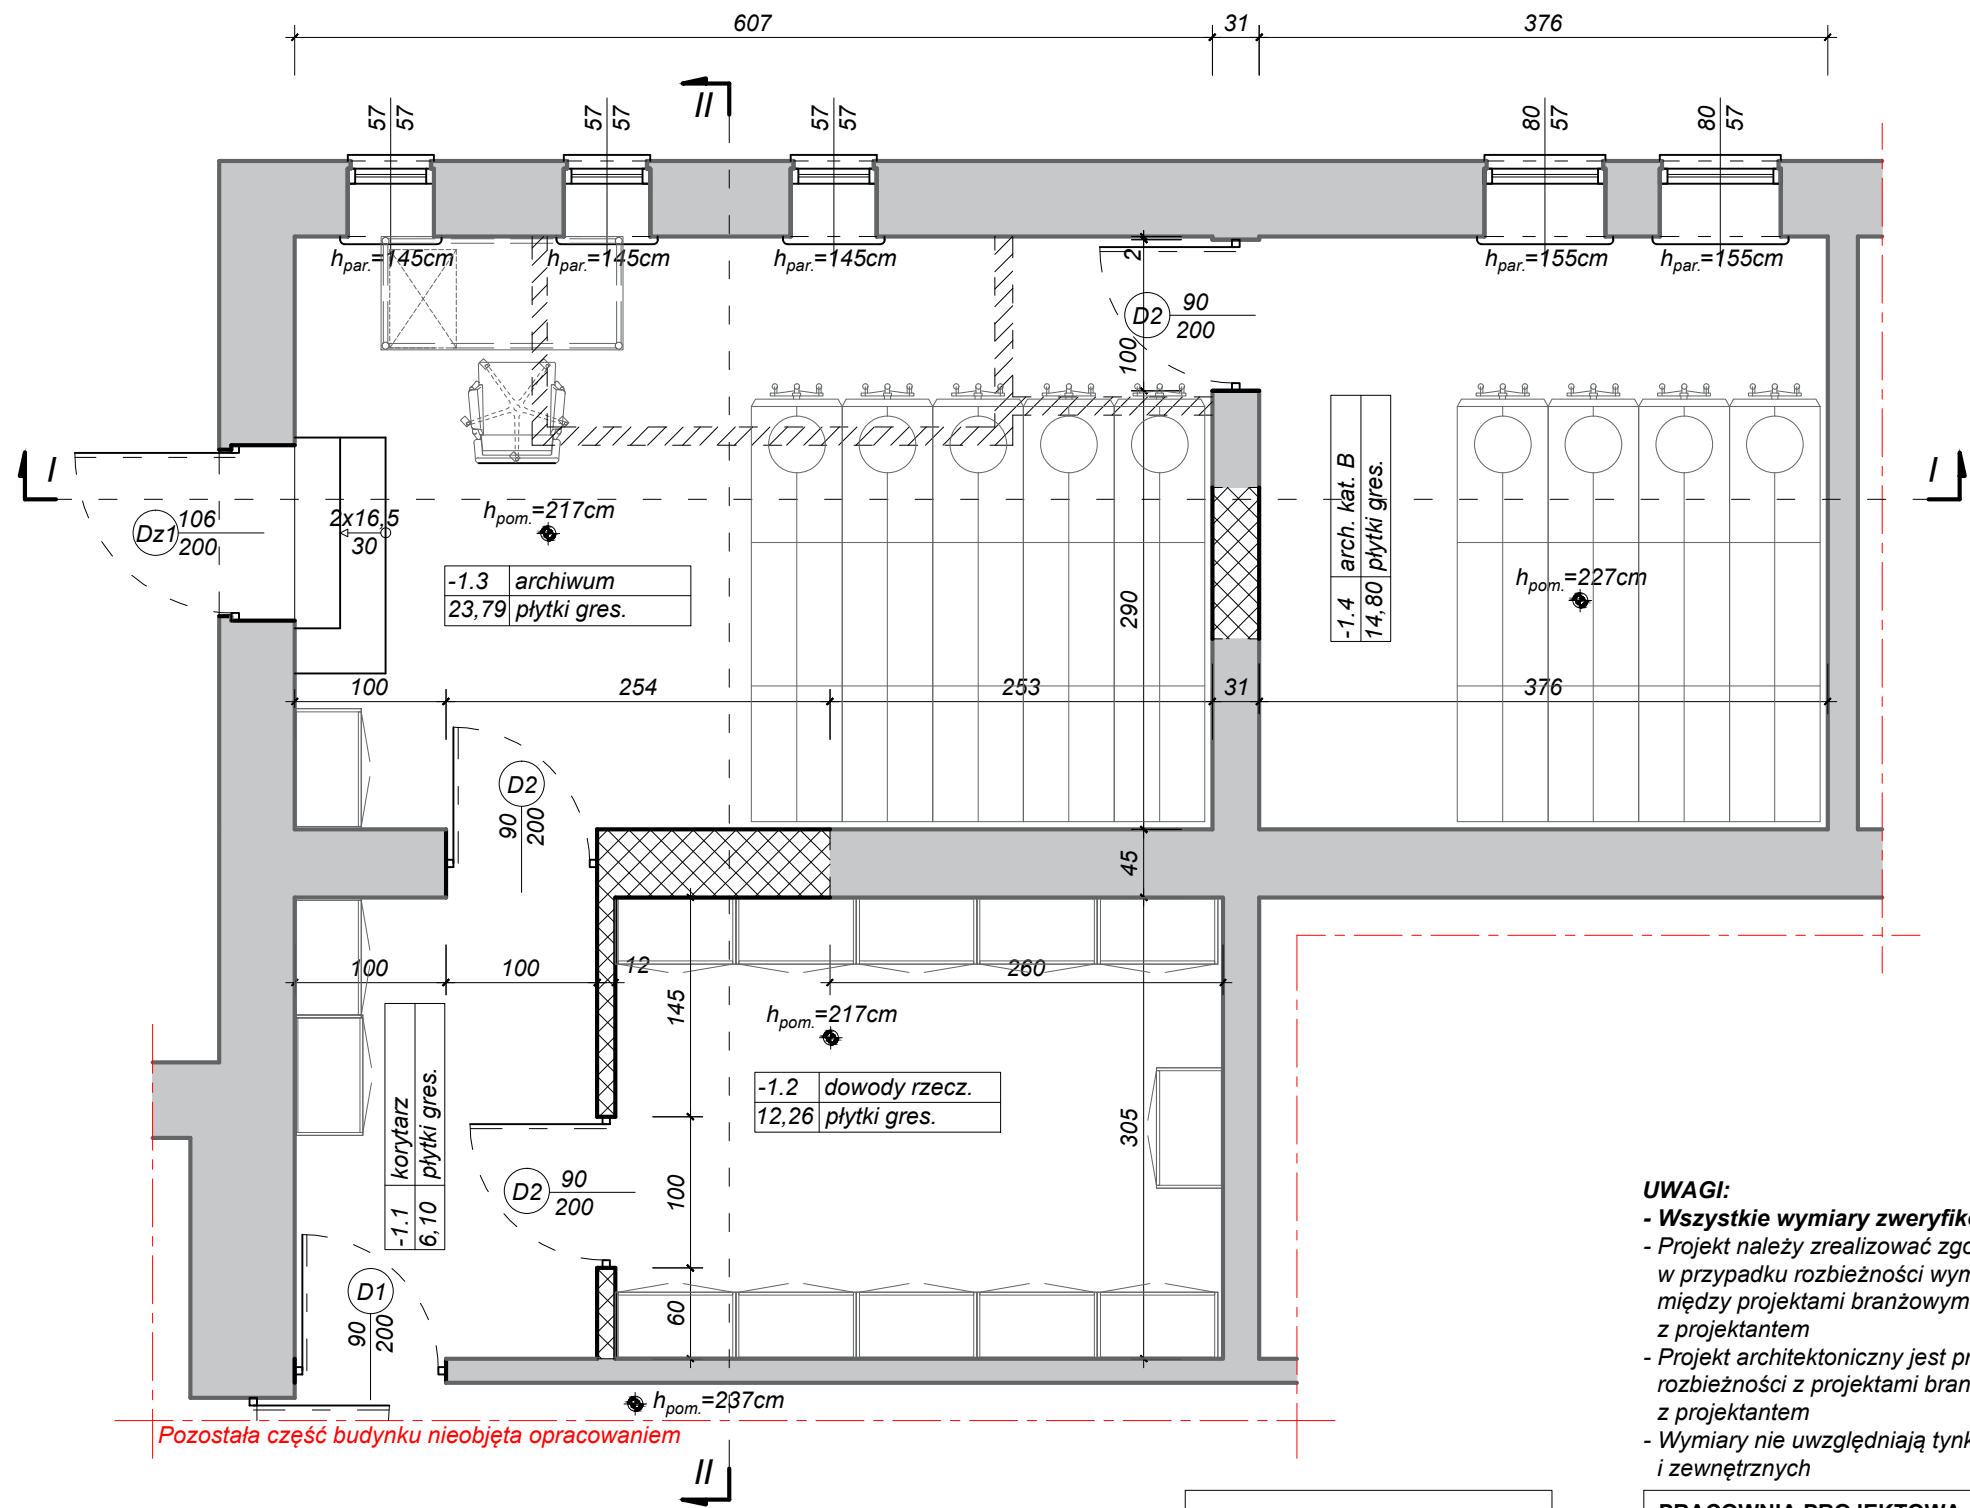 607
31
376
II
57
57
57
57
57
57
80
57
80
57
hpar.=145cm
hpar.=145cm
hpar.=145cm
hpar.=155cm
hpar.=155cm
2
D2
90
200
100
I
I
Dz1
106
200
2x16,5
30
hpom.=217cm
-1.3 archiwum
23,79 płytki gres.
-1.4 arch. kat. B
14,80 płytki gres.
hpom.=227cm
290
100
254
253
31
376
D2
90
200
45
100
100
12
260
145
hpom.=217cm
-1.2 dowody rzecz.
12,26 płytki gres.
-1.1 korytarz
6,10 płytki gres.
305
D2
90
200
100
D1
90
200
60
hpom.=237cm
Pozostała część budynku nieobjęta opracowaniem
II
UWAGI:
- Wszystkie wymiary zweryfik
- Projekt należy zrealizować zgo
w przypadku rozbieżności wym
między projektami branżowym
z projektantem
- Projekt architektoniczny jest pr
rozbieżności z projektami bran
z projektantem
- Wymiary nie uwzględniają tynk
i zewnętrznych
PRACOWNIA PROJEKTOWA